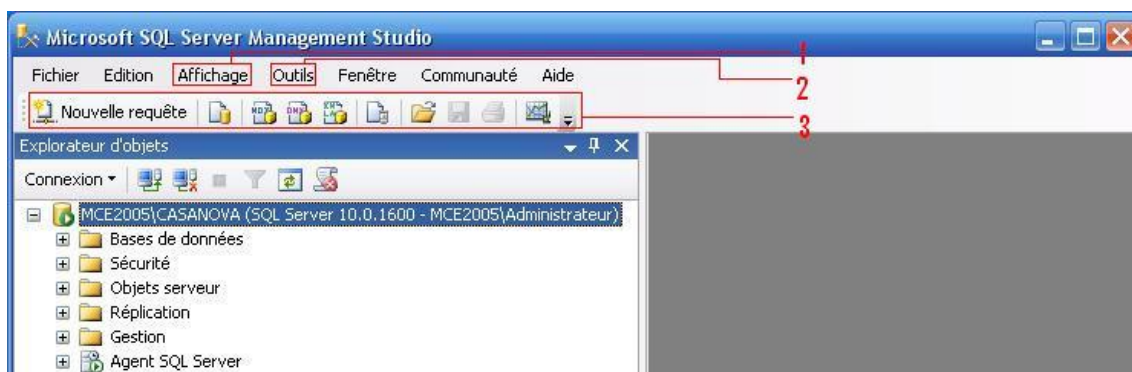 Microsoft SQL Server Management Studio
Fichier Edition Affichage Outils Fenêtre Communauté Aide
1
2
Nouvelle requête
3
Explorateur d'objets
Connexion
MCE2005\CASANOVA (SQL Server 10.0.1600 - MCE2005\Administrateur)
Bases de données
Sécurité
Objets serveur
Réplication
Gestion
Agent SQL Server